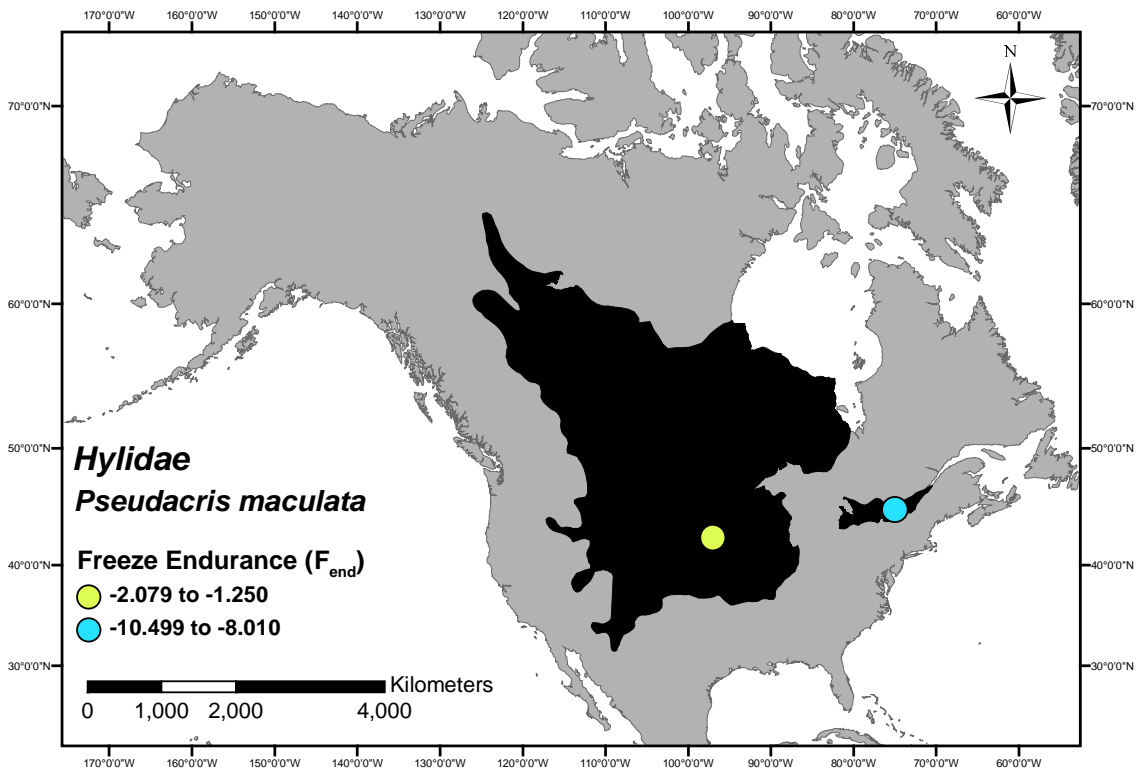 170°0'0"W 160°0'0"W 150°0'0"W 140°0'0"W 130°0'0"W 120°0'0"W 110°0'0"W 100°0'0"W 90°0'0"W 80°0'0"W 70°0'0"W 60°0'0"W
N
70°0'0"N 70°0'0"N
60°0'0"N 60°0'0"N
50°0'0"N 50°0'0"N
Hylidae
Pseudacris maculata
Freeze Endurance (Fend)
40°0'0"N 40°0'0"N
-2.079 to -1.250
-10.499 to -8.010
30°0'0"N 30°0'0"N
Kilometers
0 1,000 2,000 4,000
170°0'0"W 160°0'0"W 150°0'0"W 140°0'0"W 130°0'0"W 120°0'0"W 110°0'0"W 100°0'0"W 90°0'0"W 80°0'0"W 70°0'0"W 60°0'0"W